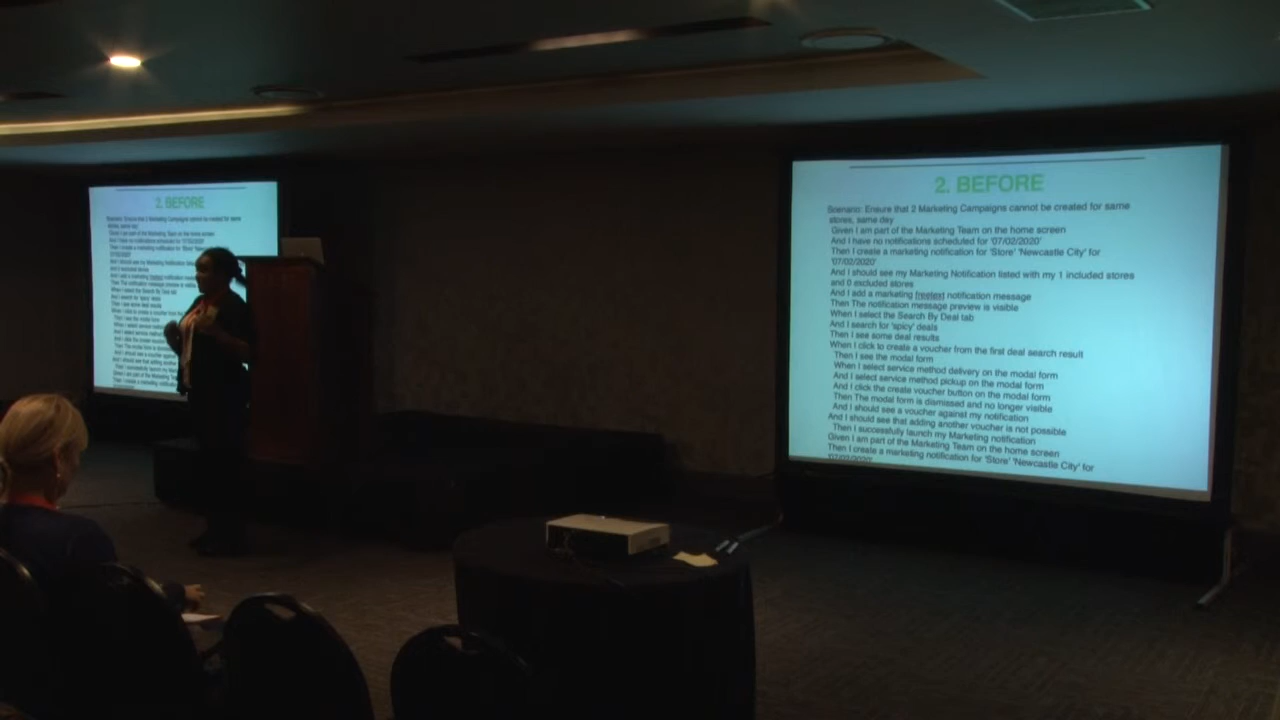 2. BEFORE
Scenario: Ensure that 2 Marketing Campaigns cannot be created for same
stores, same day
Given I am part of the Marketing Team on the home screen
And I have no notifications scheduled for '07/02/2020'
Then I create a marketing notification for 'Store' 'Newcastle City' for
'07/02/2020'
And I should see my Marketing Notification listed with my 1 included stores
and 0 excluded stores
And I add a marketing freetext notification message
Then The notification message preview is visible
When I select the Search By Deal tab
And I search for 'spicy' deals
Then I see some deal results
When I click to create a voucher from the first deal search result
Then I see the modal form
When I select service method delivery on the modal form
And I select service method pickup on the modal form
And I click the create voucher button on the modal form
Then The modal form is dismissed and no longer visible
And I should see a voucher against my notification
And I should see that adding another voucher is not possible
Then I successfully launch my Marketing notification
Given I am part of the Marketing Team on the home screen
Then I create a marketing notification for 'Store' 'Newcastle City' for
'07/02/2020'